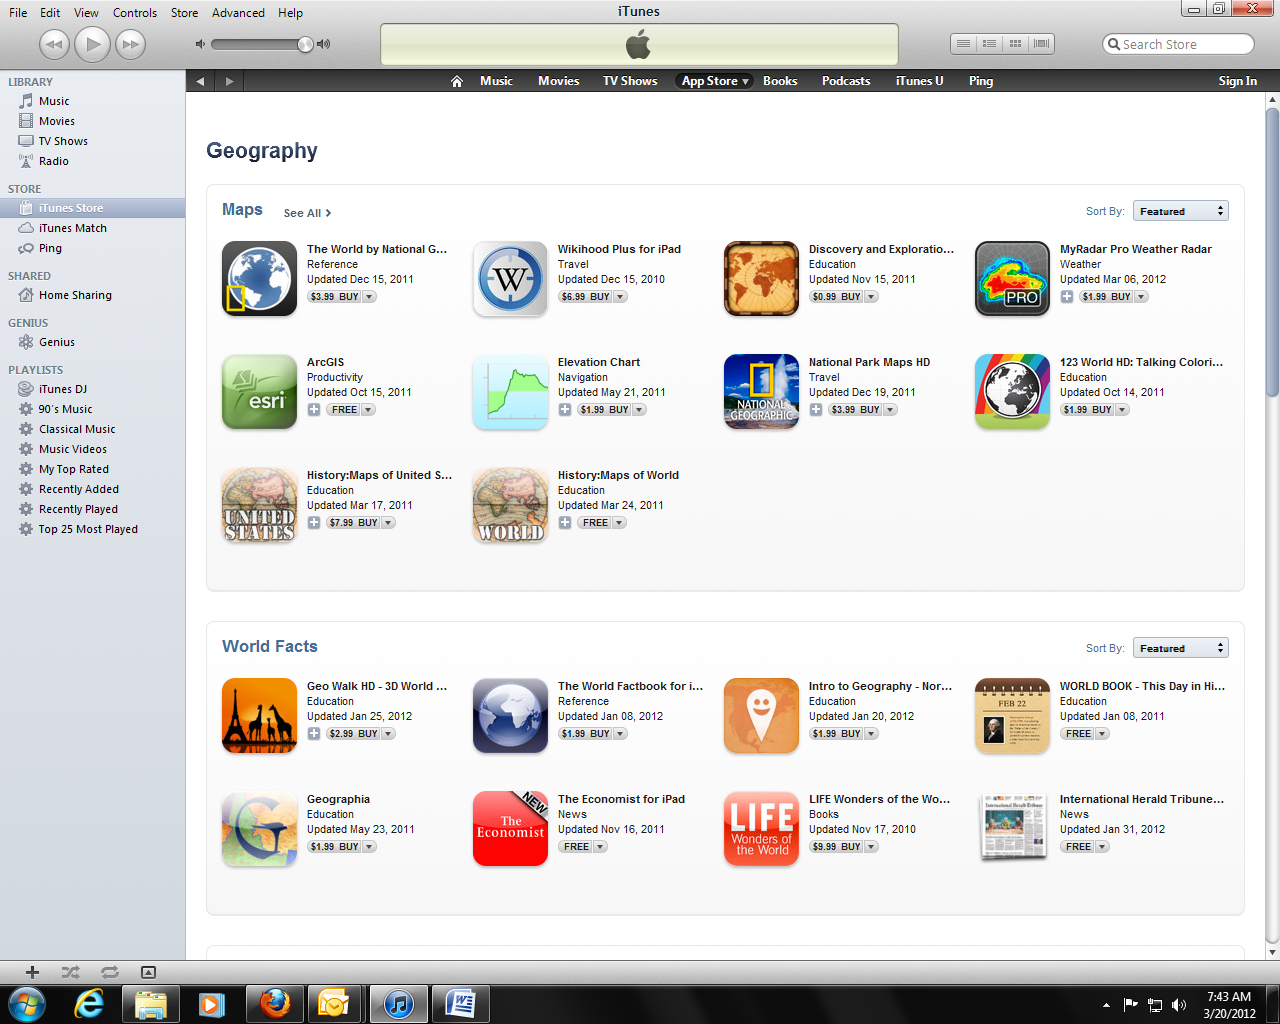 iTunes
File Edit View Controls Store Advanced Help
Search Store
LIBRARY
Music
Movies
TV Shows
Radio
STORE
iTunes Store
iTunes Match
Ping
SHARED
Home Sharing
GENIUS
Genius
PLAYLISTS
iTunes DJ
90's Music
Classical Music
Music Videos
My Top Rated
Recently Added
Recently Played
Top 25 Most Played
Music Movies TV Shows App Store Books Podcasts iTunes U Ping Sign In
Geography
Maps See All Sort By: Featured
The World by National G...
Reference
Updated Dec 15, 2011
$3.99 BUY
W
Wikihood Plus for iPad
Travel
Updated Dec 15, 2010
$6.99 BUY
Discovery and Exploratio...
Education
Updated Nov 15, 2011
$0.99 BUY
PRO
MyRadar Pro Weather Radar
Weather
Updated Mar 06, 2012
$1.99 BUY
esri
ArcGIS
Productivity
Updated Oct 15, 2011
FREE
Elevation Chart
Navigation
Updated May 21, 2011
$1.99 BUY
NATIONAL
GEOGRAPHIC
National Park Maps HD
Travel
Updated Dec 19, 2011
$3.99 BUY
123 World HD: Talking Colori...
Education
Updated Oct 14, 2011
$1.99 BUY
UNITED
STATES
History:Maps of United S...
Education
Updated Mar 17, 2011
$7.99 BUY
WORLD
History:Maps of World
Education
Updated Mar 24, 2011
FREE
World Facts Sort By: Featured
Geo Walk HD - 3D World ...
Education
Updated Jan 25, 2012
$2.99 BUY
The World Factbook for i...
Reference
Updated Jan 08, 2012
$1.99 BUY
Intro to Geography - Nor...
Education
Updated Jan 20, 2012
$1.99 BUY
FEB 22
WORLD BOOK - This Day in Hi...
Education
Updated Jan 08, 2011
FREE
G
Geographia
Education
Updated May 23, 2011
$1.99 BUY
NEW
The
Economist
The Economist for iPad
News
Updated Nov 16, 2011
FREE
LIFE
Wonders of
the World
LIFE Wonders of the Wo...
Books
Updated Nov 17, 2010
$9.99 BUY
International Herald Tribune
International Herald Tribune...
News
Updated Jan 31, 2012
FREE
7:43 AM
3/20/2012